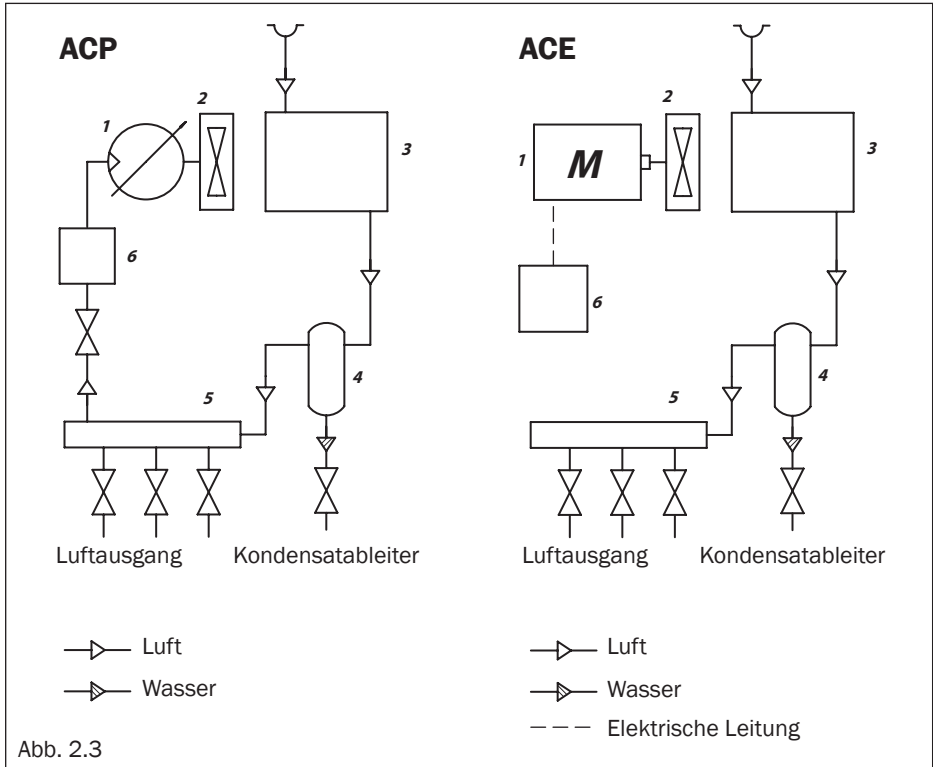 ACP
2
1
3
6
4
5
Luftausgang
Kondensatableiter
Luft
Wasser
ACE
2
1
M
3
6
4
5
Luftausgang
Kondensatableiter
Luft
Wasser
Elektrische Leitung
Abb. 2.3